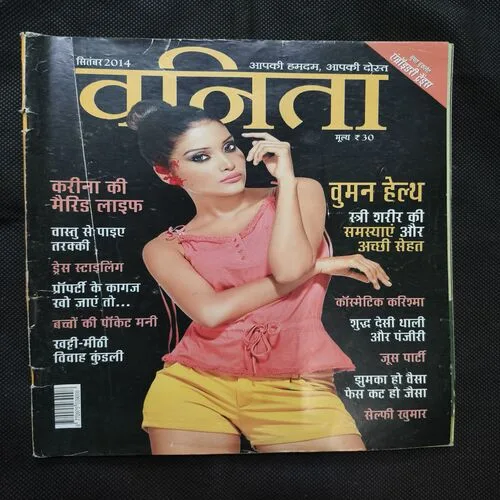 सितंबर 2014
आपकी हमदम, आपकी दोस्त
एंब्रॉइडरी ट्रेंड्स
वनिता
मूल्य ₹ 30
करीना की
मैरिड लाइफ
वास्तु से पाइए
तरक्की
ड्रेस स्टाइलिंग
प्रॉपर्टी के कागज
खो जाएं तो...
बच्चों की पॉकेट मनी
खट्टी-मीठी
विवाह कुंडली
वुमन हेल्थ
स्त्री शरीर की
समस्याएं और
अच्छी सेहत
कॉस्मेटिक करिश्मा
शुद्ध देसी थाली
और पंजीरी
जूस पार्टी
झुमका हो वैसा
फेस कट हो जैसा
सेल्फी खुमार